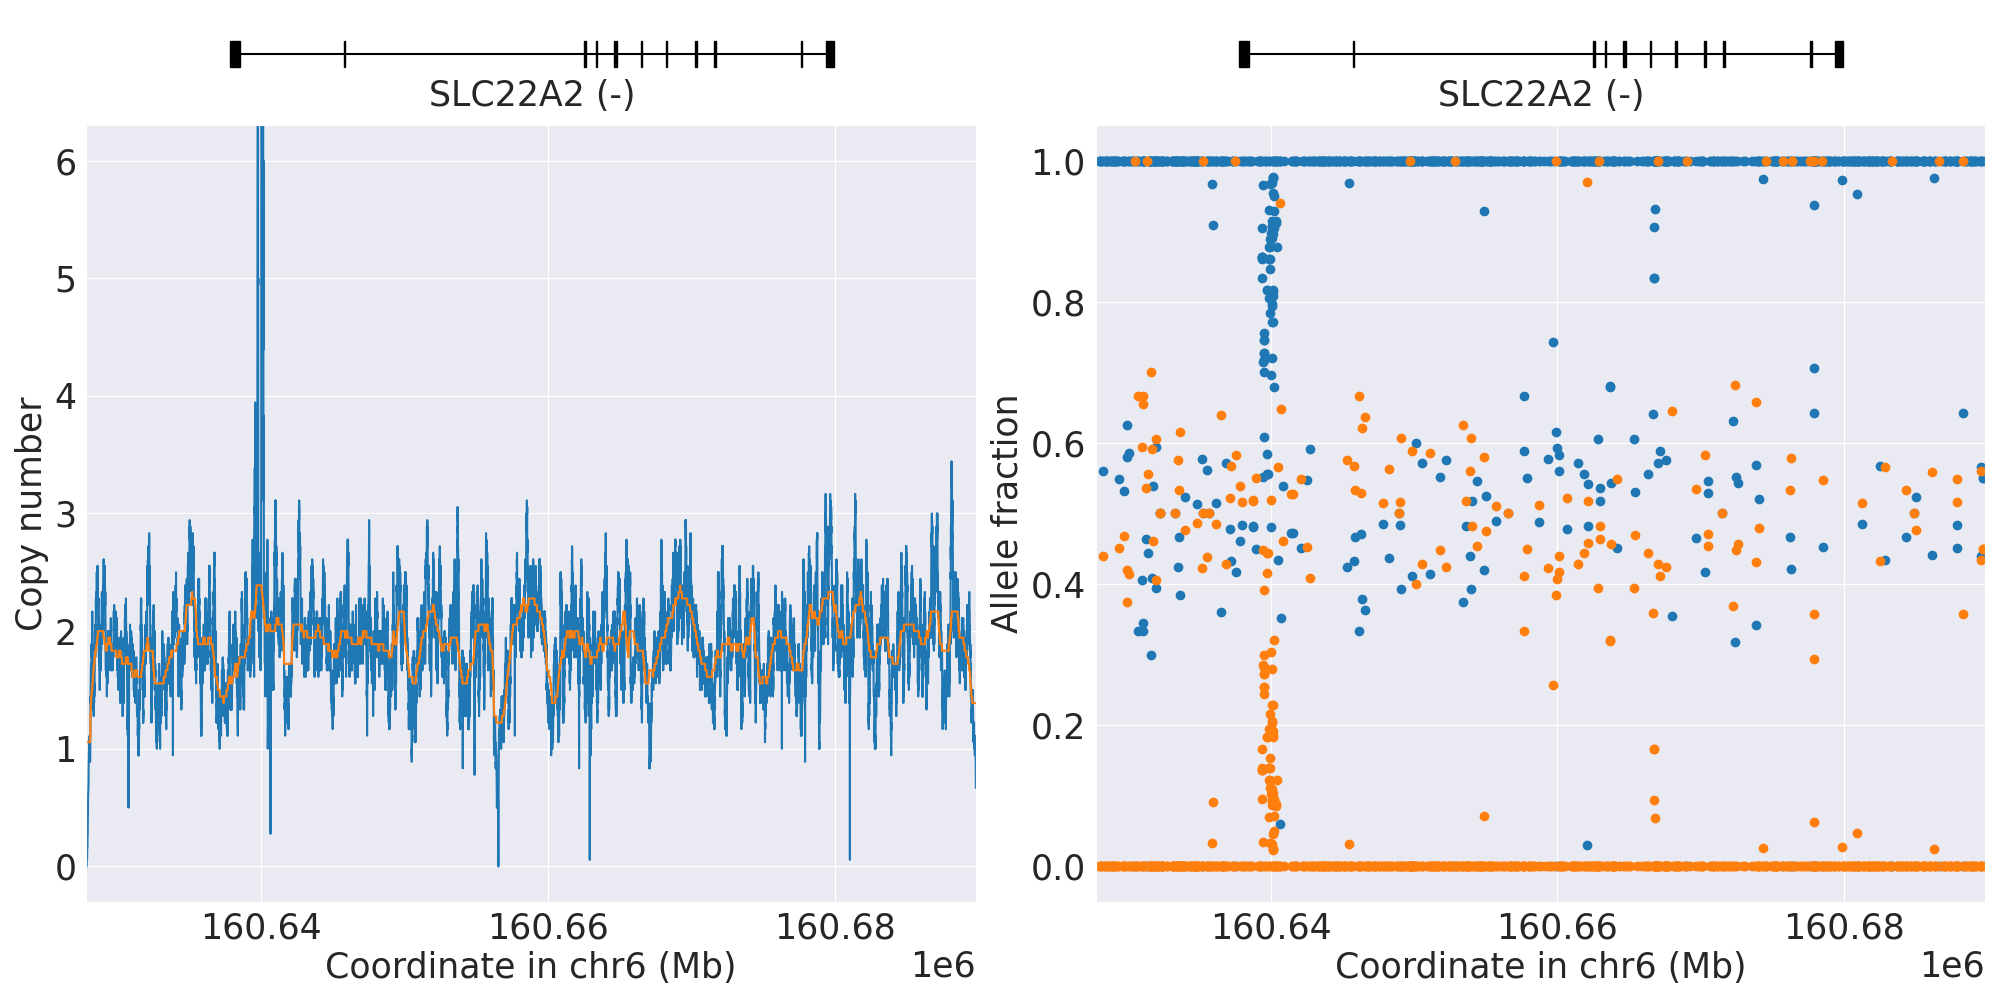 SLC22A2 (-)
SLC22A2 (-)
Copy number
6
5
4
3
2
1
0
160.64
160.66
160.68
Coordinate in chr6 (Mb)
1e6
Allele fraction
1.0
0.8
0.6
0.4
0.2
0.0
160.64
160.66
160.68
Coordinate in chr6 (Mb)
1e6